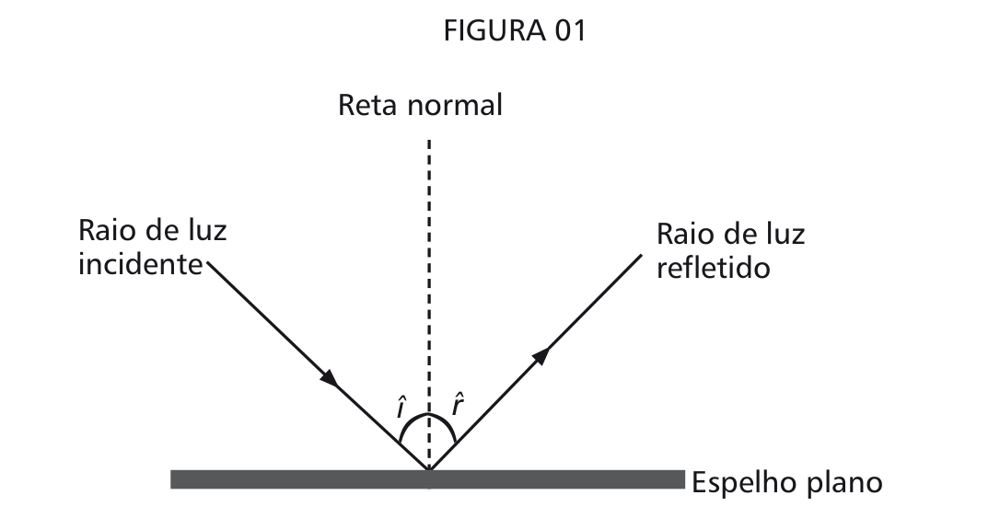 FIGURA 01
Reta normal
Raio de luz
incidente
Raio de luz
refletido
î
r̂
Espelho plano